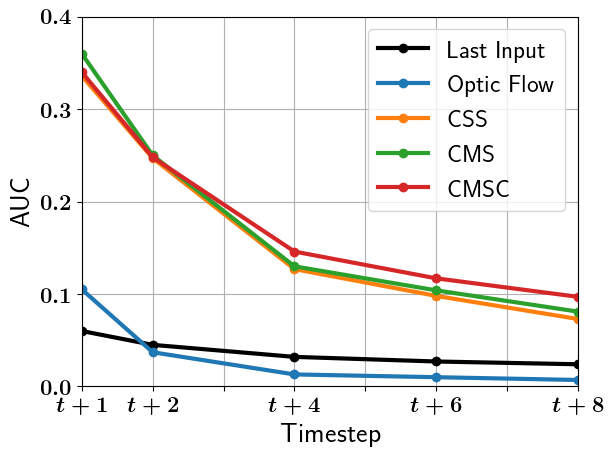 0.4
0.3
0.2
0.1
0.0
AUC
t + 1
t + 2
t + 4
t + 6
t + 8
Timestep
Last Input
Optic Flow
CSS
CMS
CMSC